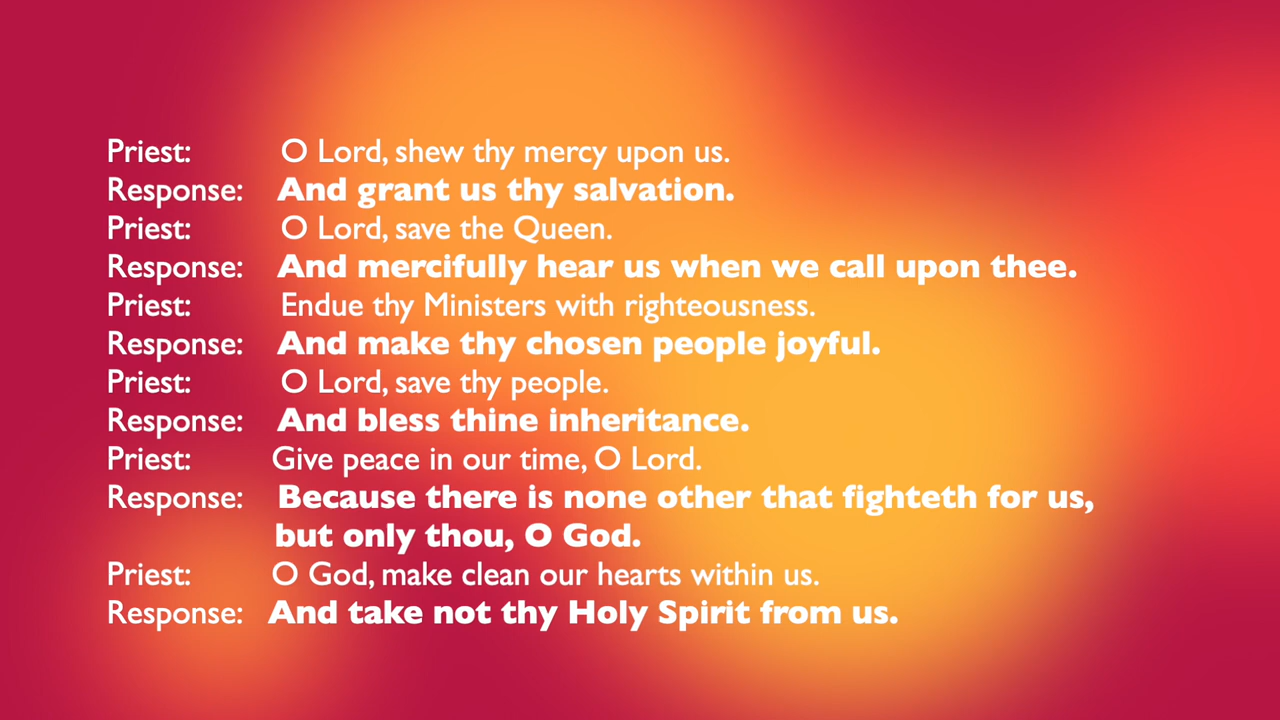 Priest: O Lord, shew thy mercy upon us.
Response: And grant us thy salvation.
Priest: O Lord, save the Queen.
Response: And mercifully hear us when we call upon thee.
Priest: Endue thy Ministers with righteousness.
Response: And make thy chosen people joyful.
Priest: O Lord, save thy people.
Response: And bless thine inheritance.
Priest: Give peace in our time, O Lord.
Response: Because there is none other that fighteth for us,
but only thou, O God.
Priest: O God, make clean our hearts within us.
Response: And take not thy Holy Spirit from us.